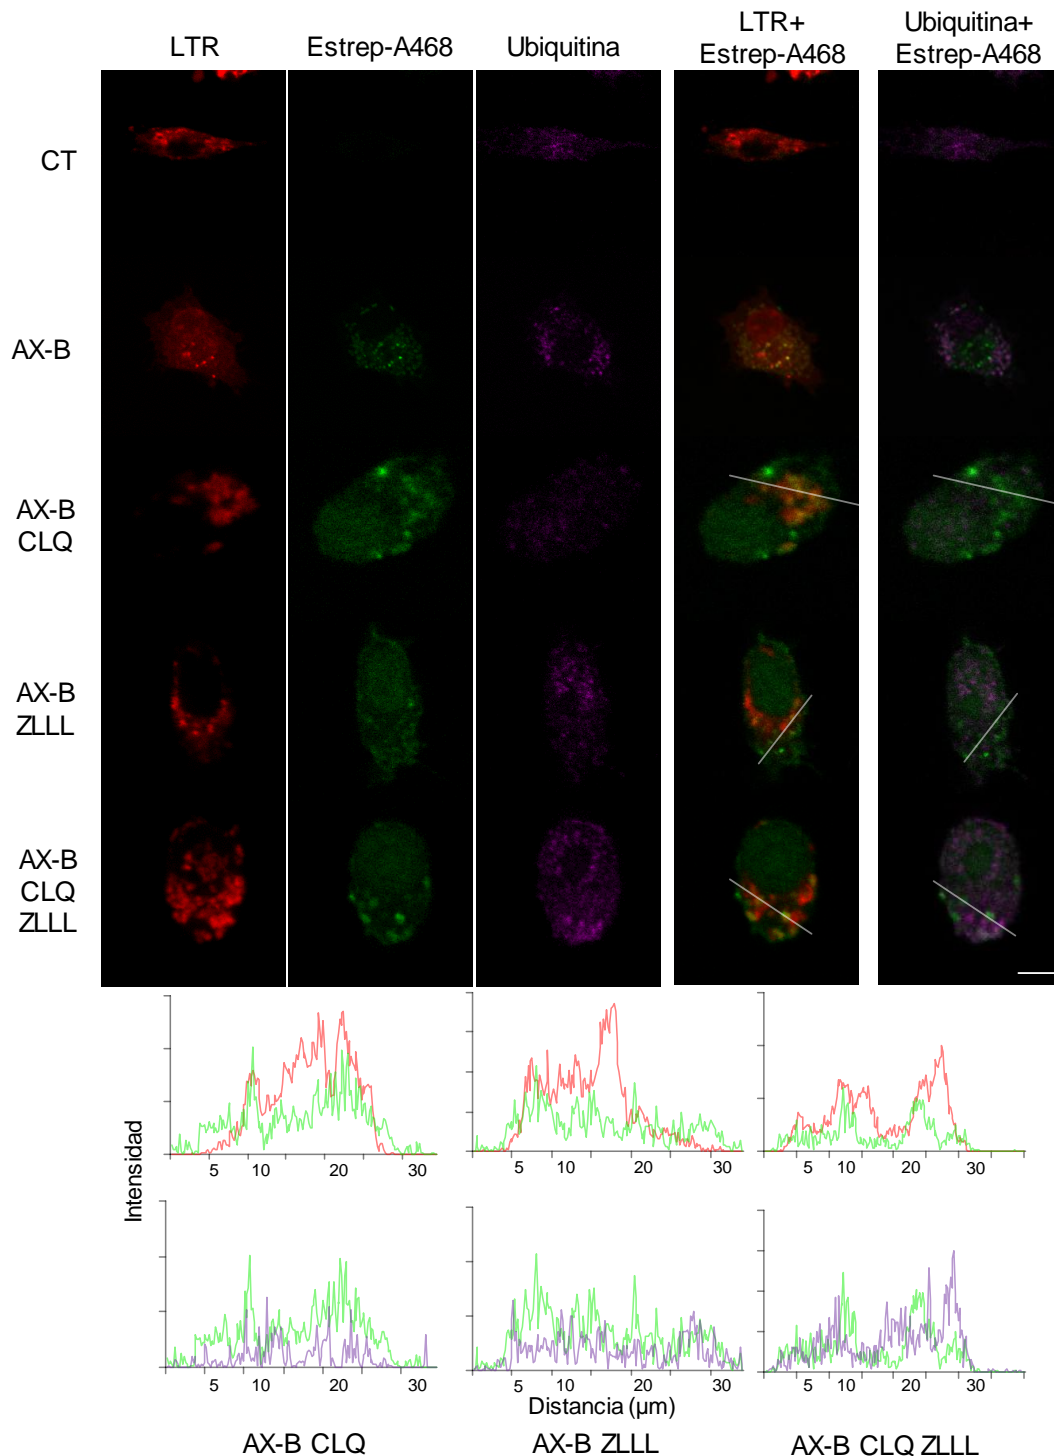 LTR
Estrep-A468
Ubiquitina
LTR+
Estrep-A468
Ubiquitina+
Estrep-A468
CT
AX-B
AX-B
CLQ
AX-B
ZLLL
AX-B
CLQ
ZLLL
Intensidad
5 10 20 30
5 10 20 30
5 10 20 30
5 10 20 30
5 10 20 30
5 10 20 30
Distancia (µm)
AX-B CLQ
AX-B ZLLL
AX-B CLQ ZLLL